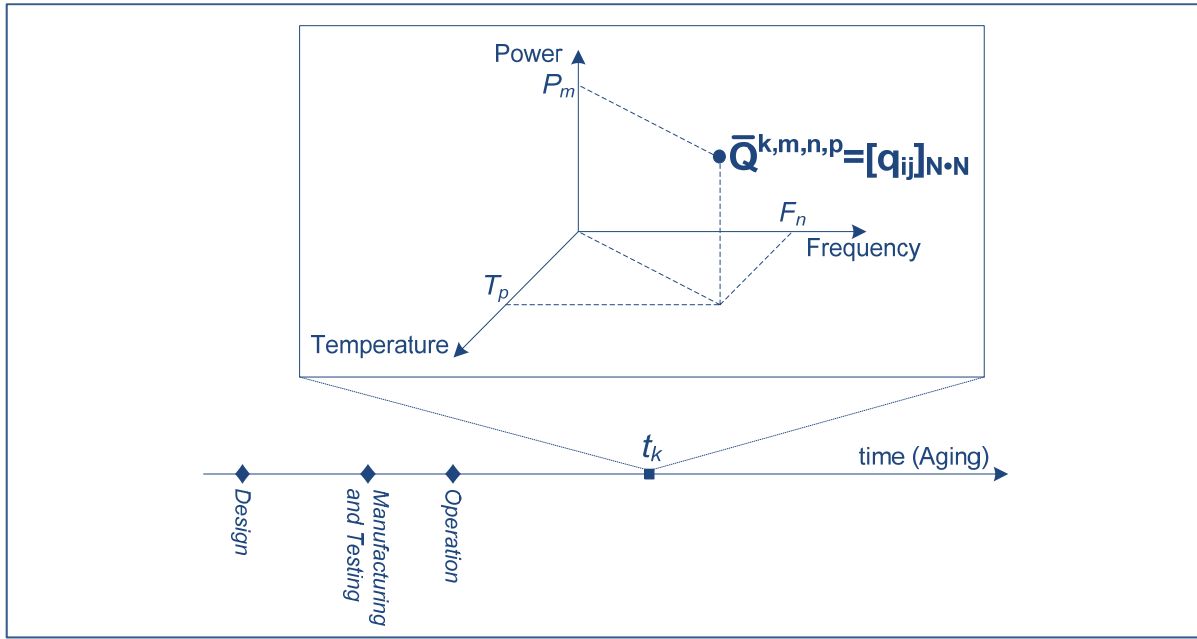 Power
Pₘ
Q̅ᵏ,ᵐ,ⁿ,ᵖ=[qᵢⱼ]N•N
Fₙ
Frequency
Tₚ
Temperature
tₖ
time (Aging)
Design
Manufacturing
and Testing
Operation